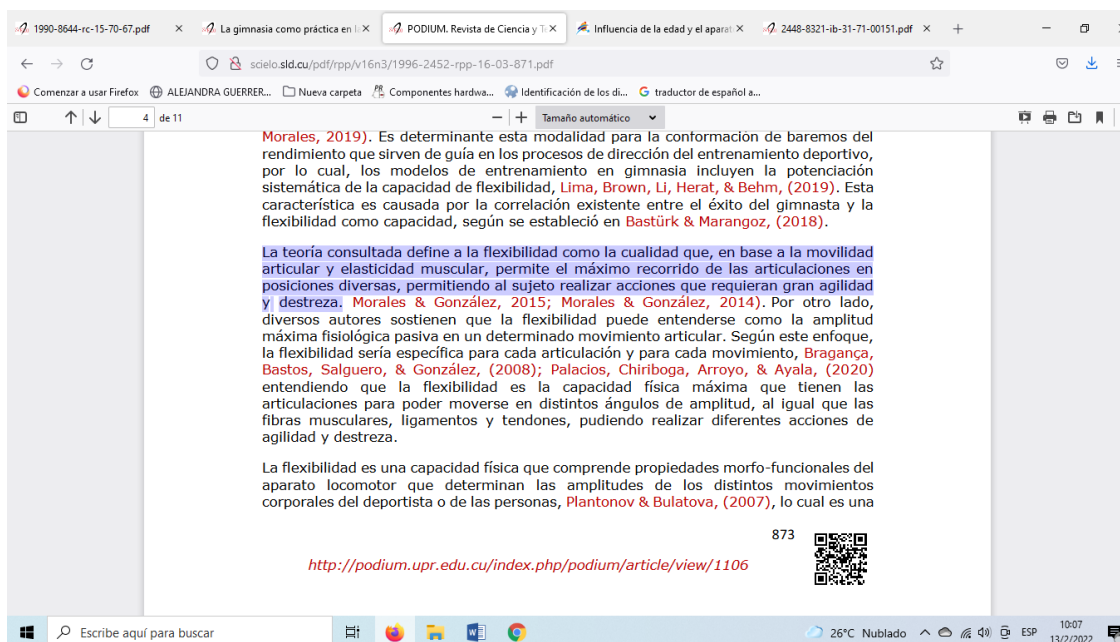 1990-8644-rc-15-70-67.pdf
La gimnasia como práctica en l
PODIUM. Revista de Ciencia y Te
Influencia de la edad y el aparat
2448-8321-ib-31-71-00151.pdf
scielo.sld.cu/pdf/rpp/v16n3/1996-2452-rpp-16-03-871.pdf
Comenzar a usar Firefox
ALEJANDRA GUERRER...
Nueva carpeta
Componentes hardwa...
Identificación de los di...
traductor de español a...
4 de 11
Tamaño automático
Morales, 2019). Es determinante esta modalidad para la conformación de baremos del
rendimiento que sirven de guía en los procesos de dirección del entrenamiento deportivo,
por lo cual, los modelos de entrenamiento en gimnasia incluyen la potenciación
sistemática de la capacidad de flexibilidad, Lima, Brown, Li, Herat, & Behm, (2019). Esta
característica es causada por la correlación existente entre el éxito del gimnasta y la
flexibilidad como capacidad, según se estableció en Bastürk & Marangoz, (2018).
La teoría consultada define a la flexibilidad como la cualidad que, en base a la movilidad
articular y elasticidad muscular, permite el máximo recorrido de las articulaciones en
posiciones diversas, permitiendo al sujeto realizar acciones que requieran gran agilidad
y destreza. Morales & González, 2015; Morales & González, 2014). Por otro lado,
diversos autores sostienen que la flexibilidad puede entenderse como la amplitud
máxima fisiológica pasiva en un determinado movimiento articular. Según este enfoque,
la flexibilidad sería específica para cada articulación y para cada movimiento, Bragança,
Bastos, Salguero, & González, (2008); Palacios, Chiriboga, Arroyo, & Ayala, (2020)
entendiendo que la flexibilidad es la capacidad física máxima que tienen las
articulaciones para poder moverse en distintos ángulos de amplitud, al igual que las
fibras musculares, ligamentos y tendones, pudiendo realizar diferentes acciones de
agilidad y destreza.
La flexibilidad es una capacidad física que comprende propiedades morfo-funcionales del
aparato locomotor que determinan las amplitudes de los distintos movimientos
corporales del deportista o de las personas, Plantonov & Bulatova, (2007), lo cual es una
873
http://podium.upr.edu.cu/index.php/podium/article/view/1106
Escribe aquí para buscar
26°C Nublado
ESP
10:07
13/2/2022